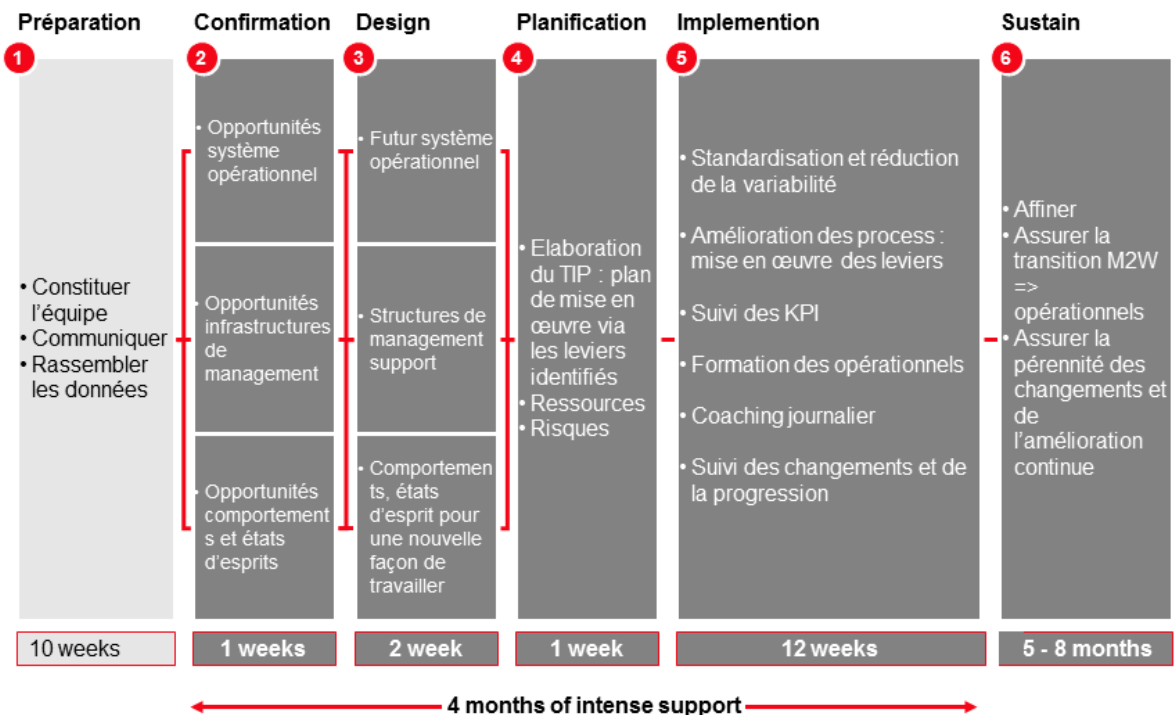 Préparation
Confirmation
Design
Planification
Implemention
Sustain
1
• Constituer
l'équipe
• Communiquer
• Rassembler
les données
10 weeks
2
• Opportunités
système
opérationnel
• Opportunités
infrastructures
de
management
• Opportunités
comportement
s et états
d'esprits
1 weeks
3
• Futur système
opérationnel
• Structures de
management
support
• Comportemen
ts, états
d'esprit pour
une nouvelle
façon de
travailler
2 week
4
• Elaboration
du TIP : plan
de mise en
œuvre via
les leviers
identifiés
• Ressources
• Risques
1 week
5
• Standardisation et réduction
de la variabilité
• Amélioration des process :
mise en œuvre des leviers
• Suivi des KPI
• Formation des opérationnels
• Coaching journalier
• Suivi des changements et de
la progression
12 weeks
6
• Affiner
• Assurer la
transition M2W
=>
opérationnels
• Assurer la
pérennité des
changements et
de
l'amélioration
continue
5 - 8 months
4 months of intense support